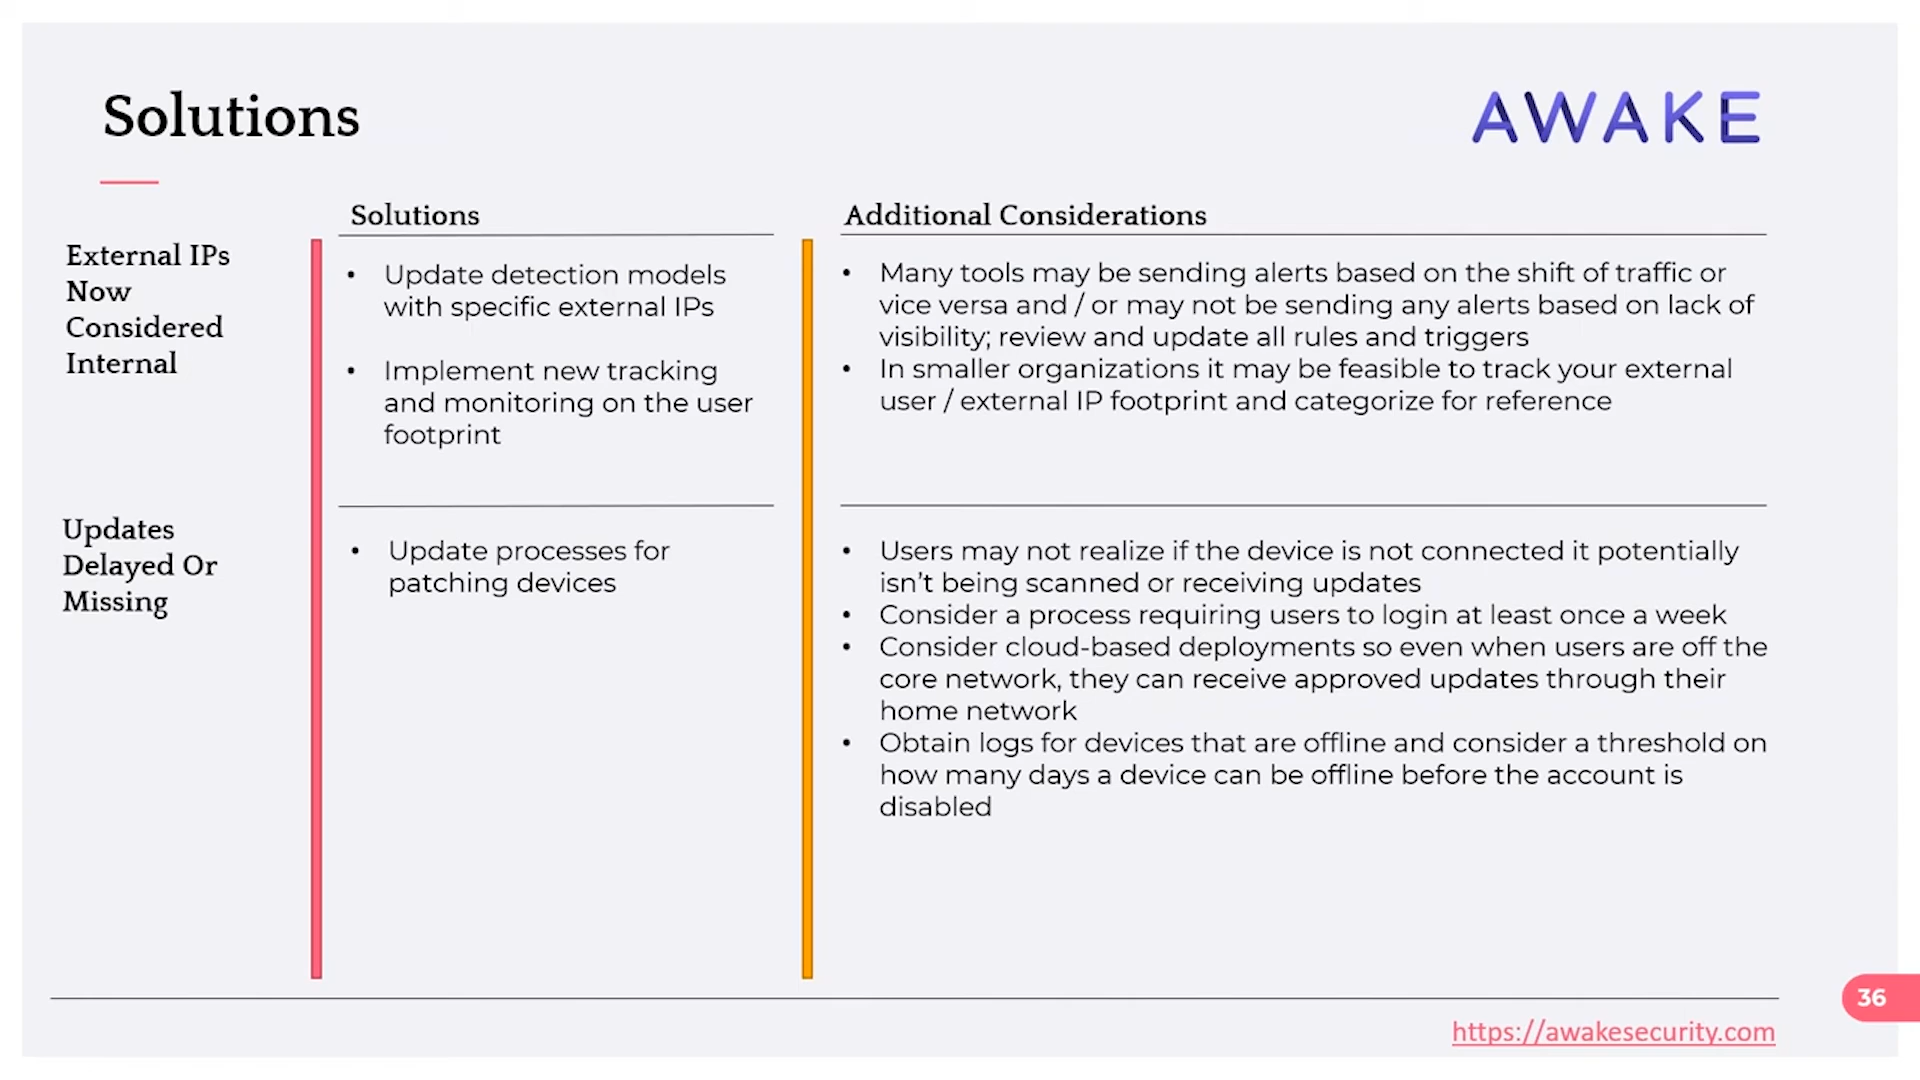 Solutions
AWAKE
Solutions
Additional Considerations
External IPs
Now
Considered
Internal
• Update detection models
with specific external IPs
• Implement new tracking
and monitoring on the user
footprint
• Many tools may be sending alerts based on the shift of traffic or
vice versa and / or may not be sending any alerts based on lack of
visibility; review and update all rules and triggers
• In smaller organizations it may be feasible to track your external
user / external IP footprint and categorize for reference
Updates
Delayed Or
Missing
• Update processes for
patching devices
• Users may not realize if the device is not connected it potentially
isn’t being scanned or receiving updates
• Consider a process requiring users to login at least once a week
• Consider cloud-based deployments so even when users are off the
core network, they can receive approved updates through their
home network
• Obtain logs for devices that are offline and consider a threshold on
how many days a device can be offline before the account is
disabled
36
https://awakesecurity.com